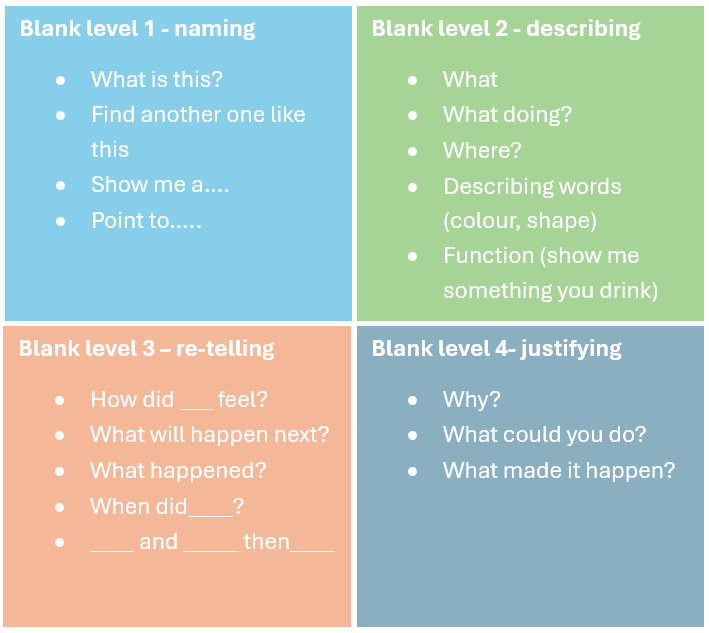 Blank level 1 - naming
● What is this?
● Find another one like
this
● Show me a....
● Point to.....
Blank level 2 - describing
● What
● What doing?
● Where?
● Describing words
(colour, shape)
● Function (show me
something you drink)
Blank level 3 – re-telling
● How did ___ feel?
● What will happen next?
● What happened?
● When did____?
● ____ and _____ then____
Blank level 4- justifying
● Why?
● What could you do?
● What made it happen?